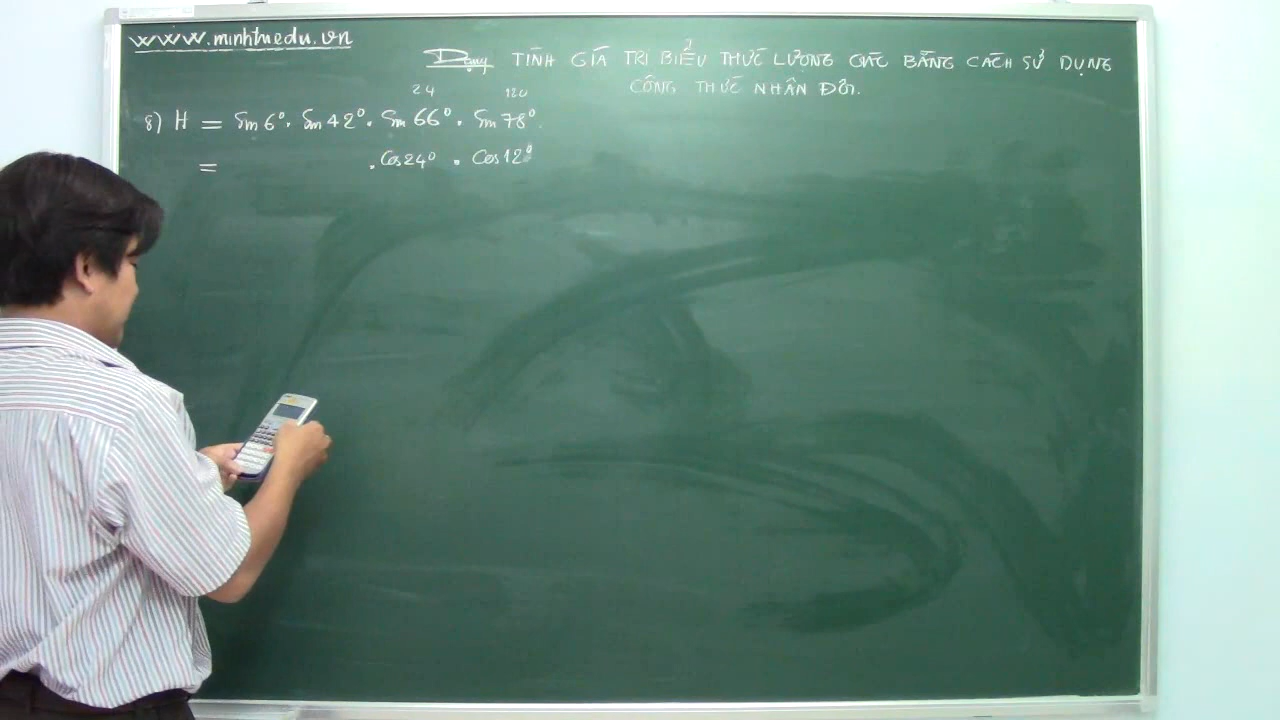 www.minhtuedu.vn
Dạng TÍNH GIÁ TRỊ BIỂU THỨC LƯỢNG GIÁC BẰNG CÁCH SỬ DỤNG
CÔNG THỨC NHÂN ĐÔI.
24 120
8) H = Sin 6°. Sin 42°. Sin 66°. Sin 78°.
= . Cos 24° . Cos 12°